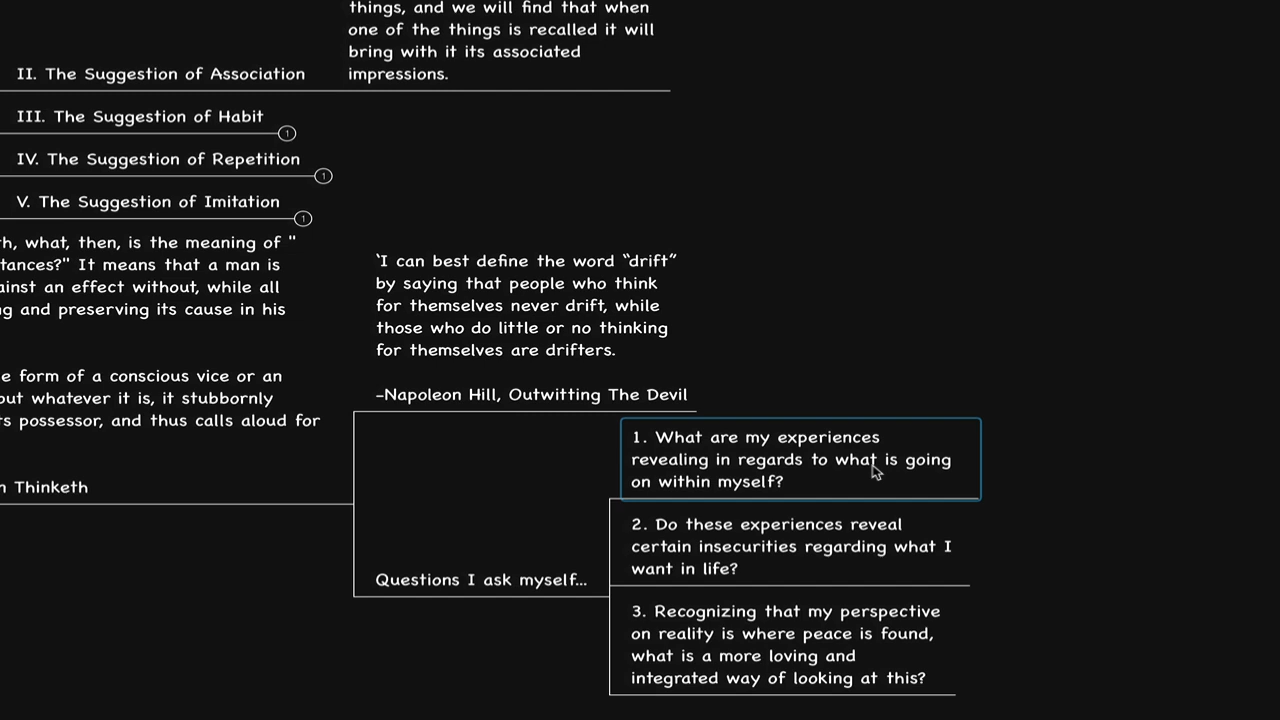 things, and we will find that when
one of the things is recalled it will
bring with it its associated
impressions.
II. The Suggestion of Association
III. The Suggestion of Habit
1
IV. The Suggestion of Repetition
1
V. The Suggestion of Imitation
1
h, what, then, is the meaning of "
tances?" It means that a man is
ainst an effect without, while all
g and preserving its cause in his
e form of a conscious vice or an
out whatever it is, it stubbornly
rs possessor, and thus calls aloud for
n Thinketh
‘I can best define the word “drift”
by saying that people who think
for themselves never drift, while
those who do little or no thinking
for themselves are drifters.
–Napoleon Hill, Outwitting The Devil
Questions I ask myself...
1. What are my experiences
revealing in regards to what is going
on within myself?
2. Do these experiences reveal
certain insecurities regarding what I
want in life?
3. Recognizing that my perspective
on reality is where peace is found,
what is a more loving and
integrated way of looking at this?